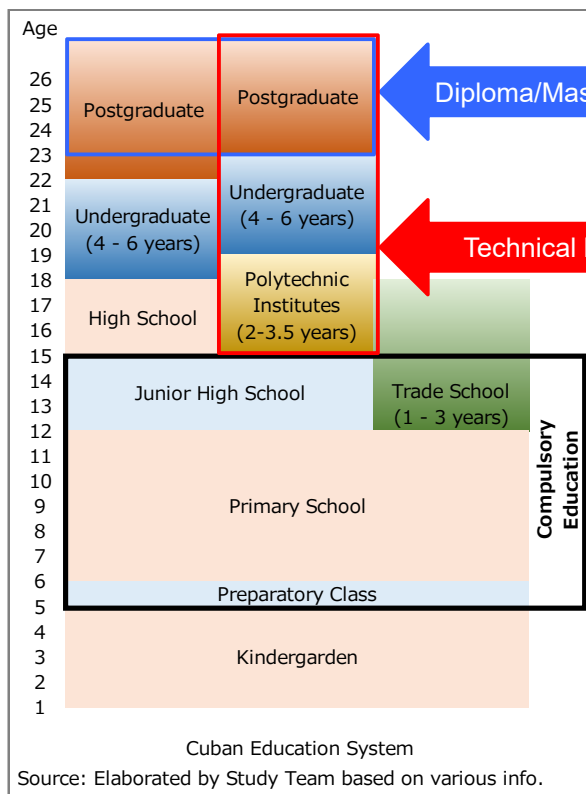 Age
26
25
24
23
22
21
20
19
18
17
16
15
14
13
12
11
10
9
8
7
6
5
4
3
2
1
Postgraduate
Postgraduate
Diploma/Mas
Undergraduate
(4 - 6 years)
Undergraduate
(4 - 6 years)
Technical
High School
Polytechnic
Institutes
(2-3.5 years)
Junior High School
Trade School
(1 - 3 years)
Compulsory
Education
Primary School
Preparatory Class
Kindergarden
Cuban Education System
Source: Elaborated by Study Team based on various info.